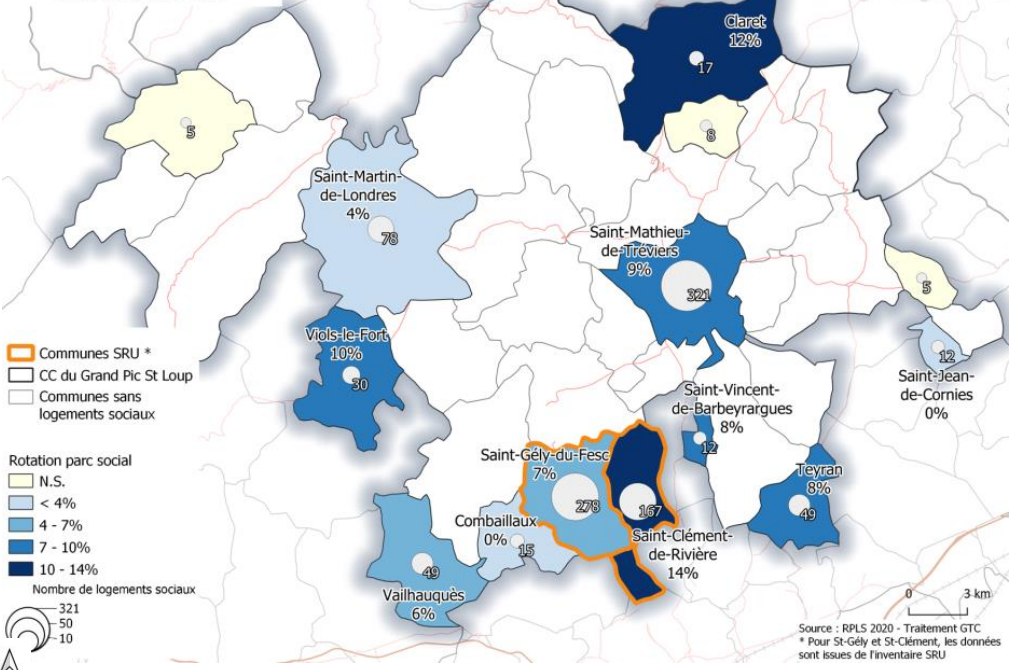 Claret
12%
17
5
8
Saint-Martin-
de-Londres
4%
78
Saint-Mathieu-
de-Tréviers
9%
321
5
Viols-le-Fort
10%
30
12
Saint-Jean-
de-Cornies
0%
Saint-Vincent-
de-Barbeyrargues
8%
12
Saint-Gély-du-Fesc
7%
278
167
Saint-Clément-
de-Rivière
14%
Teyran
8%
49
Combaillaux
0%
15
49
Vailhauquès
6%
Communes SRU *
CC du Grand Pic St Loup
Communes sans
logements sociaux
Rotation parc social
N.S.
< 4%
4 - 7%
7 - 10%
10 - 14%
Nombre de logements sociaux
321
50
10
0 3 km
Source : RPLS 2020 - Traitement GTC
* Pour St-Gély et St-Clément, les données
sont issues de l'inventaire SRU